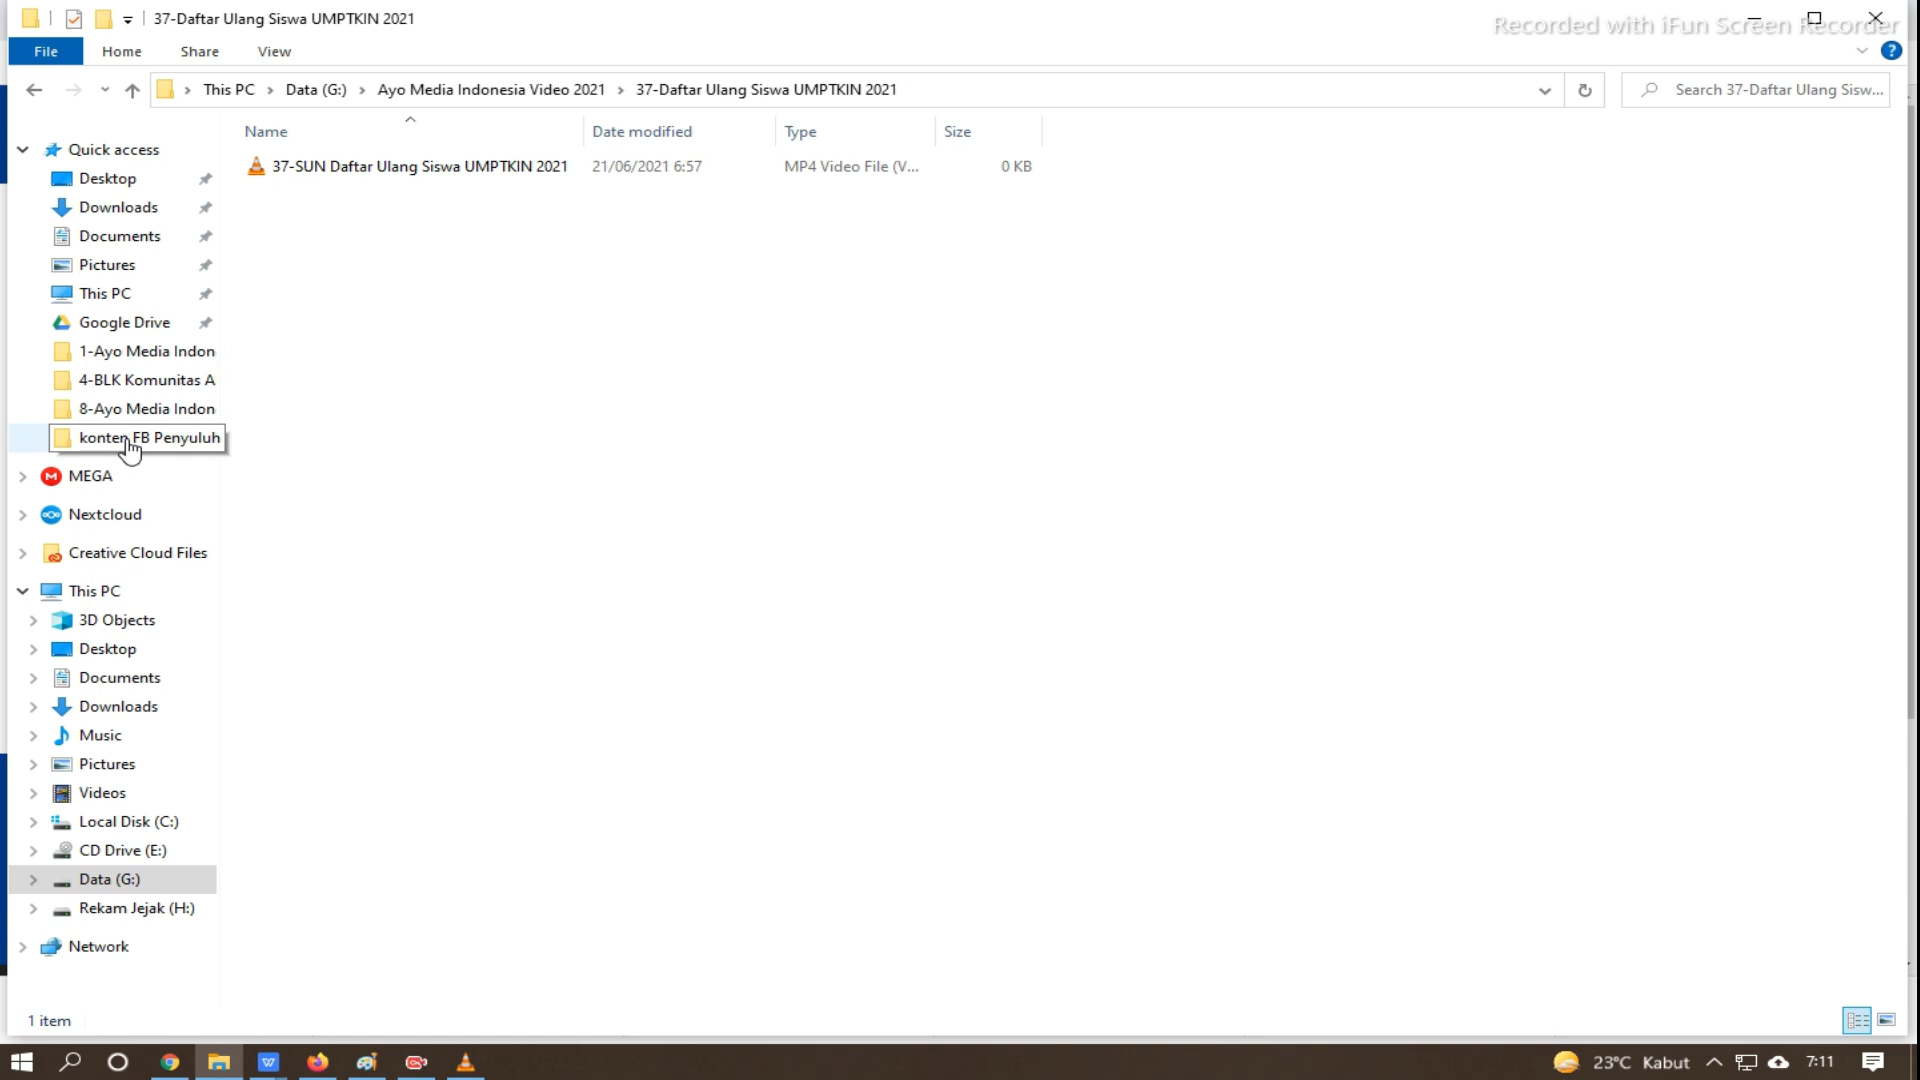 37-Daftar Ulang Siswa UMPTKIN 2021
Recorded with iFun Screen Recorder
File Home Share View
This PC Data (G:) Ayo Media Indonesia Video 2021 37-Daftar Ulang Siswa UMPTKIN 2021
Search 37-Daftar Ulang Sisw...
Name Date modified Type Size
37-SUN Daftar Ulang Siswa UMPTKIN 2021 21/06/2021 6:57 MP4 Video File (V... 0 KB
Quick access
Desktop
Downloads
Documents
Pictures
This PC
Google Drive
1-Ayo Media Indon
4-BLK Komunitas A
8-Ayo Media Indon
konten FB Penyuluh
MEGA
Nextcloud
Creative Cloud Files
This PC
3D Objects
Desktop
Documents
Downloads
Music
Pictures
Videos
Local Disk (C:)
CD Drive (E:)
Data (G:)
Rekam Jejak (H:)
Network
1 item
23°C Kabut 7:11